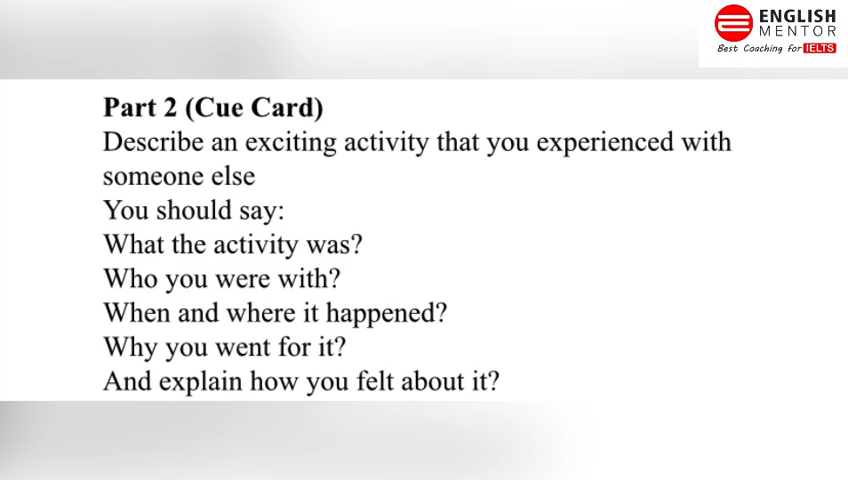 ENGLISH
MENTOR
Best Coaching for IELTS
Part 2 (Cue Card)
Describe an exciting activity that you experienced with
someone else
You should say:
What the activity was?
Who you were with?
When and where it happened?
Why you went for it?
And explain how you felt about it?